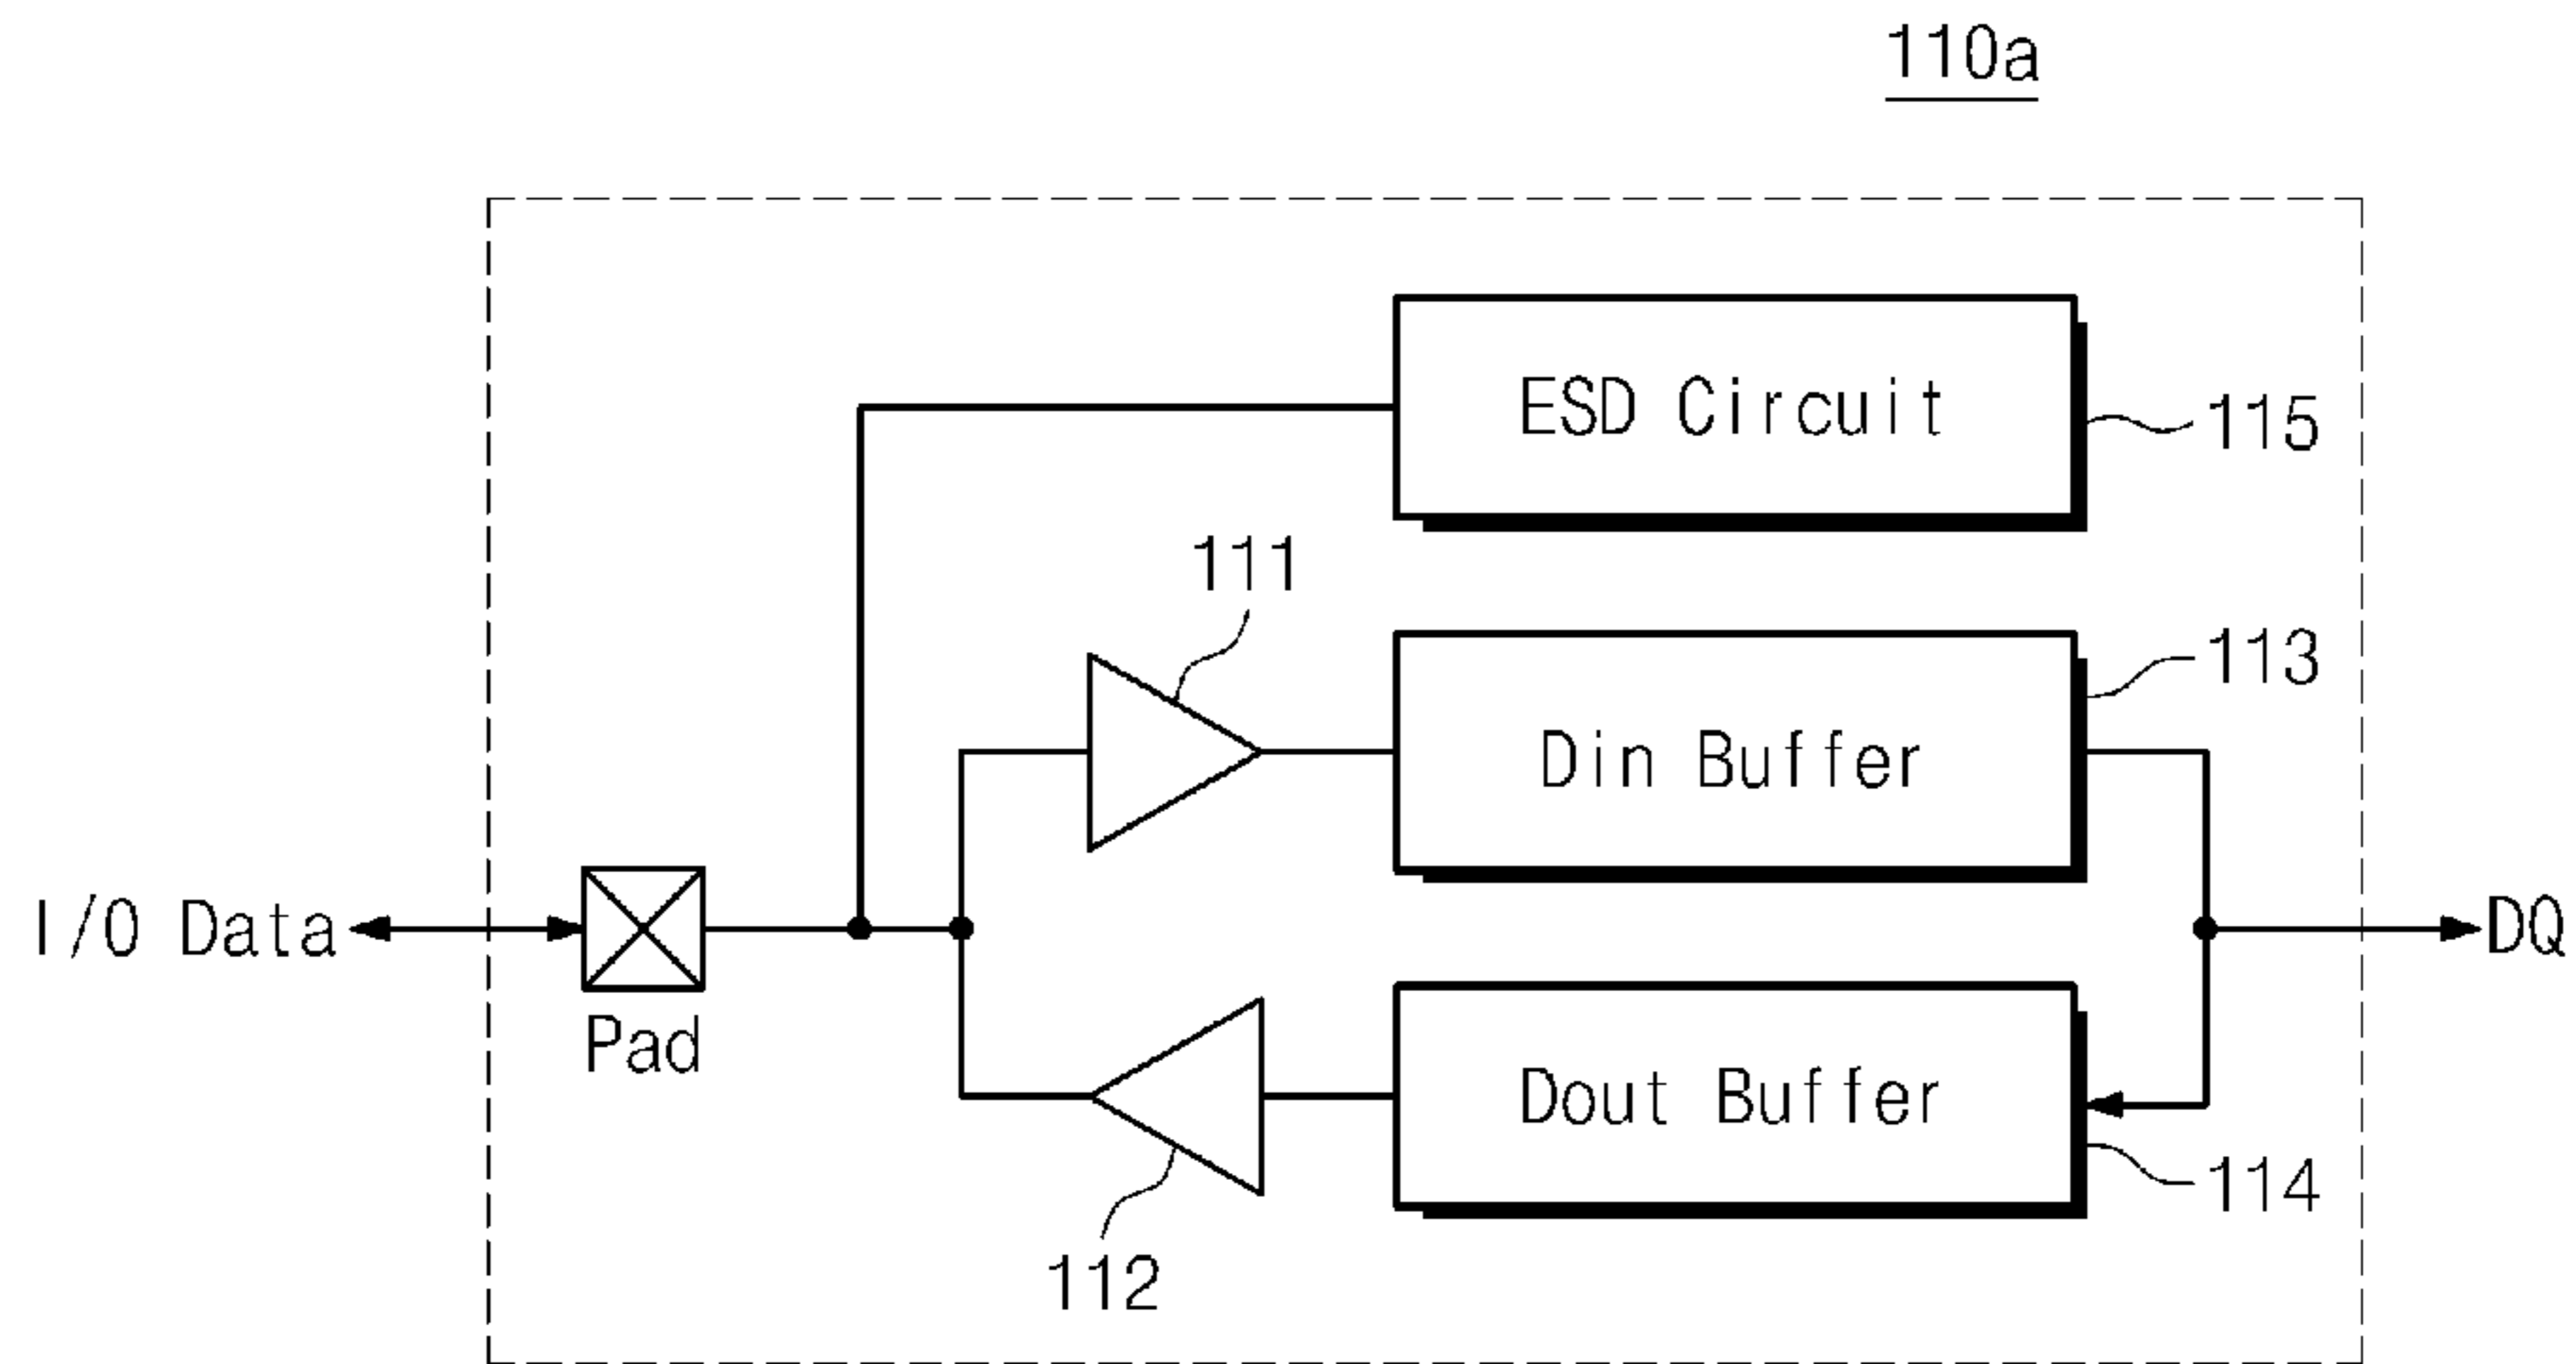 110a
ESD Circuit
115
111
113
Din Buffer
I/O Data
DQ
Pad
Dout Buffer
114
112